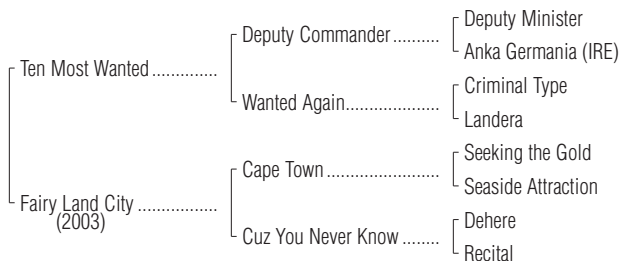 Deputy Minister
Deputy Commander..........
Anka Germania (IRE)
Ten Most Wanted..............
Criminal Type
Wanted Again....................
Landera
Seeking the Gold
Cape Town........................
Seaside Attraction
Fairy Land City.................
(2003)
Dehere
Cuz You Never Know........
Recital